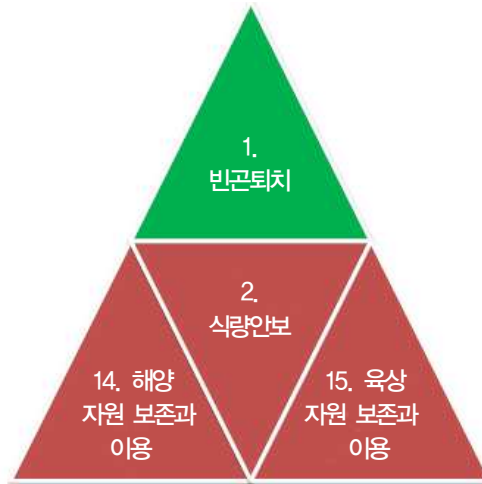 1.
빈곤퇴치
2.
식량안보
14. 해양
자원 보존과
이용
15. 육상
자원 보존과
이용